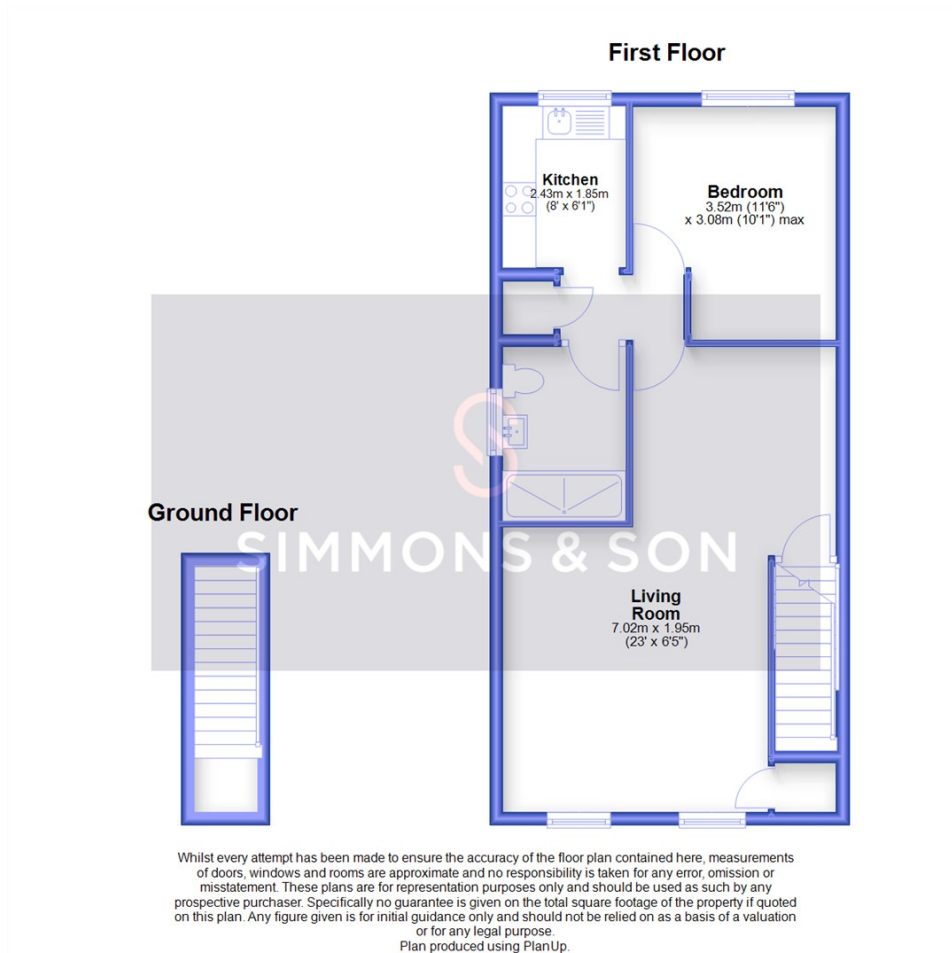 First Floor
Kitchen
2.43m x 1.85m
(8' x 6'1")
Bedroom
3.52m (11'6")
x 3.08m (10'1") max
Ground Floor
SIMMONS & SON
Living
Room
7.02m x 1.95m
(23' x 6'5")
Whilst every attempt has been made to ensure the accuracy of the floor plan contained here, measurements
of doors, windows and rooms are approximate and no responsibility is taken for any error, omission or
misstatement. These plans are for representation purposes only and should be used as such by any
prospective purchaser. Specifically no guarantee is given on the total square footage of the property if quoted
on this plan. Any figure given is for initial guidance only and should not be relied on as a basis of a valuation
or for any legal purpose.
Plan produced using PlanUp.